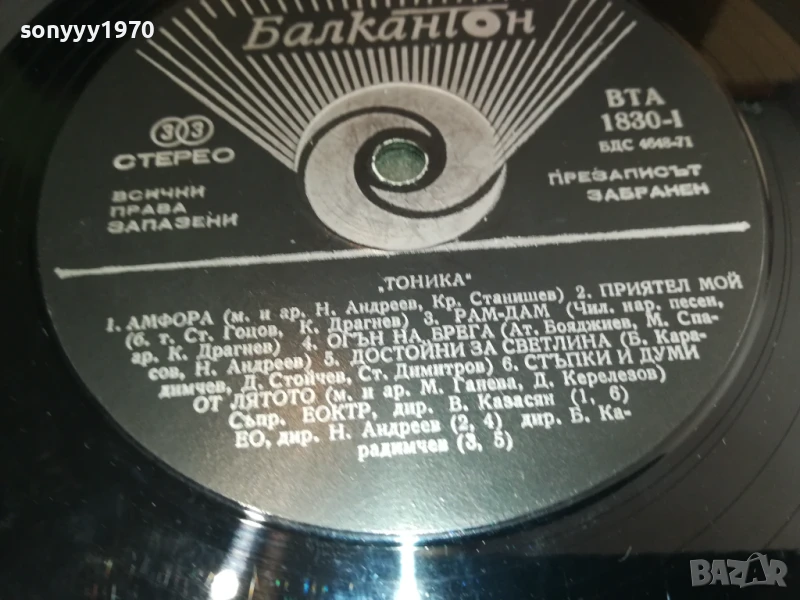 sonyyy1970
Балкантон
33
СТЕРЕО
ВСИЧКИ
ПРАВА
ЗАПАЗЕНИ
ВТА
1830-I
БДС 4648-71
ПРЕЗАПИСЪТ
ЗАБРАНЕН
„ТОНИКА“
1. АМФОРА (м. и ар. Н. Андреев, Кр. Станишев) 2. ПРИЯТЕЛ МОЙ
(б. т. Ст. Гоцов, К. Драгнев) 3. РАМ-ДАМ (Чил. нар. песен,
ар. К. Драгнев) 4. ОГЪН НА БРЕГА (Ат. Бояджиев, М. Спа-
сов, Н. Андреев) 5. ДОСТОЙНИ ЗА СВЕТЛИНА (Б. Кара-
димчев, Д. Стойчев, Ст. Димитров) 6. СТЪПКИ И ДУМИ
ОТ ЛЯТОТО (м. и ар. М. Ганева, Д. Керелезов)
Съпр. ЕОКТР, дир. В. Казасян (1, 6)
ЕО, дир. Н. Андреев (2, 4) дир. Б. Ка-
радимчев (3, 5)
BAZAR